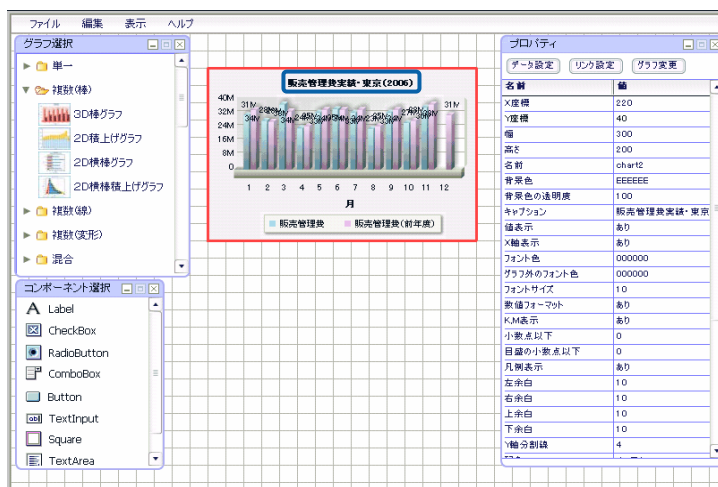 ファイル 編集 表示 ヘルプ
グラフ選択
単一
複数(棒)
3D棒グラフ
2D積上げグラフ
2D横棒グラフ
2D横棒積上げグラフ
複数(線)
複数(変形)
混合
コンポーネント選択
Label
CheckBox
RadioButton
ComboBox
Button
TextInput
Square
TextArea
販売管理費実績・東京(2006)
40M
32M
24M
16M
8M
0
1 2 3 4 5 6 7 8 9 10 11 12
月
販売管理費 販売管理費(前年度)
プロパティ
データ設定 リンク設定 グラフ変更
名前 値
X座標 220
Y座標 40
幅 300
高さ 200
名前 chart2
背景色 EEEEEE
背景色の透明度 100
キャプション 販売管理費実績・東京
値表示 あり
X軸表示 あり
フォント色 000000
グラフ外のフォント色 000000
フォントサイズ 10
数値フォーマット あり
K,M表示 あり
小数点以下 0
目盛の小数点以下 0
凡例表示 あり
左余白 10
右余白 10
上余白 10
下余白 10
Y軸分割線 4